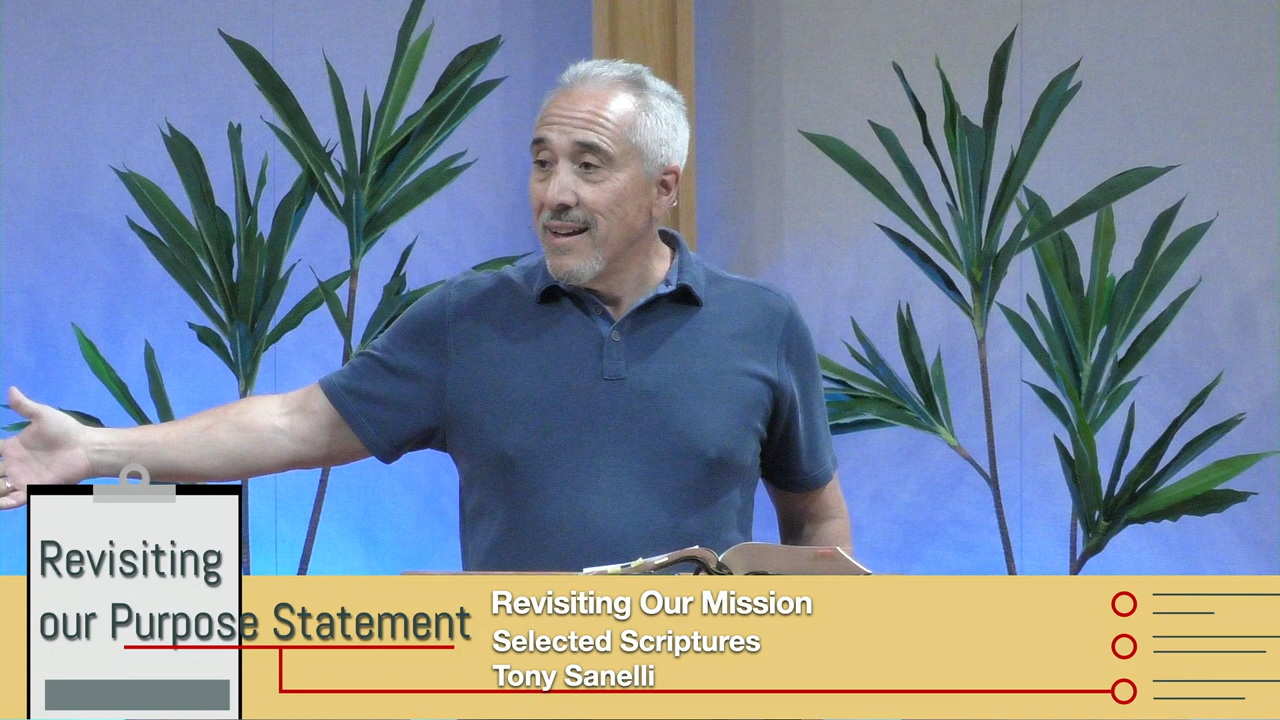 Revisiting
our Purpose Statement
Revisiting Our Mission
Selected Scriptures
Tony Sanelli